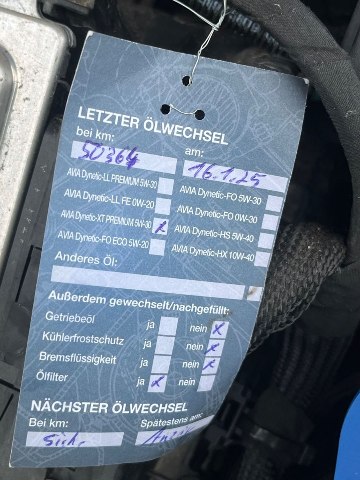 LETZTER ÖLWECHSEL
bei km: am:
50364 16.1.25
AVIA Dynetic-LL PREMIUM 5W-30 AVIA Dynetic-FO 5W-30
AVIA Dynetic-LL FE 0W-20 AVIA Dynetic-FO 0W-30
AVIA Dynetic-XT PREMIUM 5W-30 x AVIA Dynetic-HS 5W-40
AVIA Dynetic-FO ECO 5W-20 AVIA Dynetic-HX 10W-40
Anderes Öl:
Außerdem gewechselt/nachgefüllt:
Getriebeöl ja nein x
Kühlerfrostschutz ja nein x
Bremsflüssigkeit ja nein x
Ölfilter ja x nein
NÄCHSTER ÖLWECHSEL
Bei km: Spätestens am: